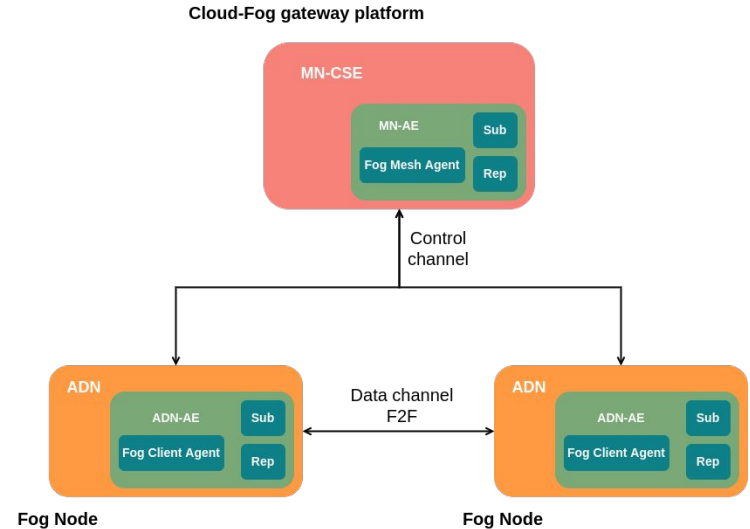 Cloud-Fog gateway platform
MN-CSE
MN-AE
Sub
Fog Mesh Agent
Rep
Control
channel
ADN
ADN-AE
Sub
Fog Client Agent
Rep
Data channel
F2F
ADN
ADN-AE
Sub
Fog Client Agent
Rep
Fog Node
Fog Node